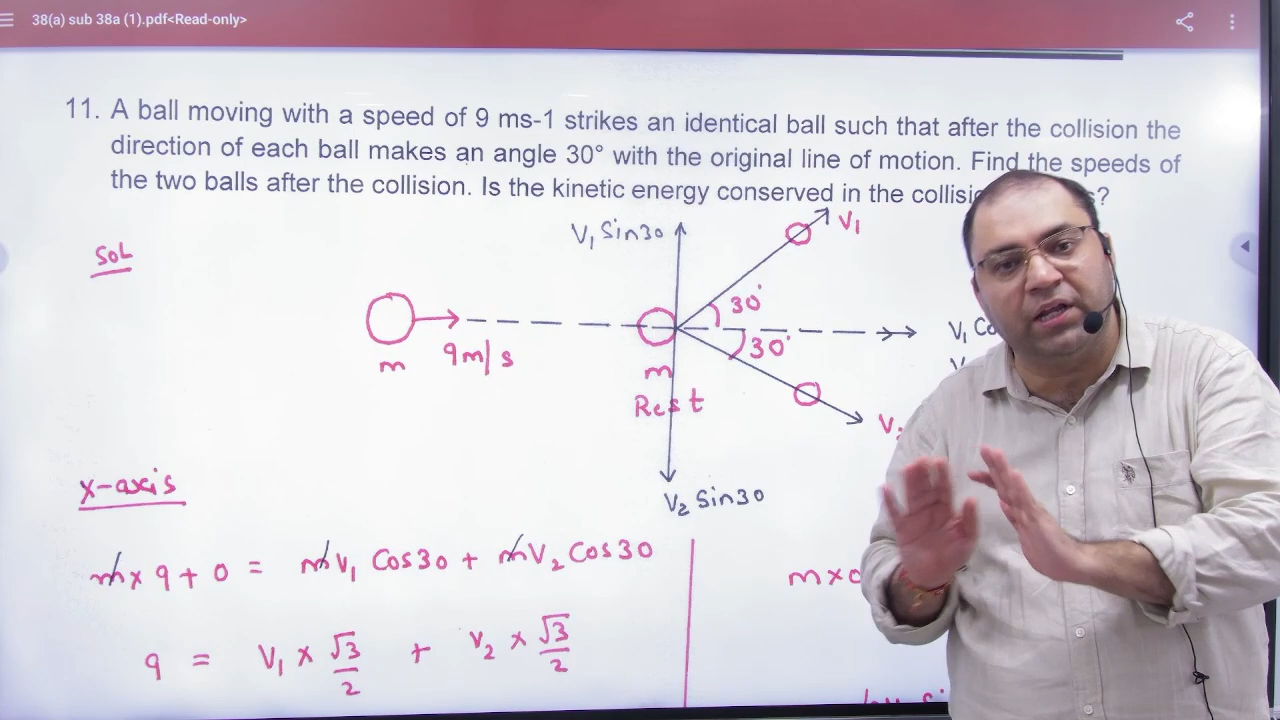 38(a) sub 38a (1).pdf<Read-only>
11. A ball moving with a speed of 9 ms-1 strikes an identical ball such that after the collision the
direction of each ball makes an angle 30° with the original line of motion. Find the speeds of
the two balls after the collision. Is the kinetic energy conserved in the ?
Sol
V₁ Sin30
V₁
30°
30°
9m/s
m
m
Rest
V₁
V₂ Sin30
x-axis
m x 9 + 0 = mV₁ Cos30 + mV₂ Cos30
m x 0
9 = V₁ x √3/2 + V₂ x √3/2